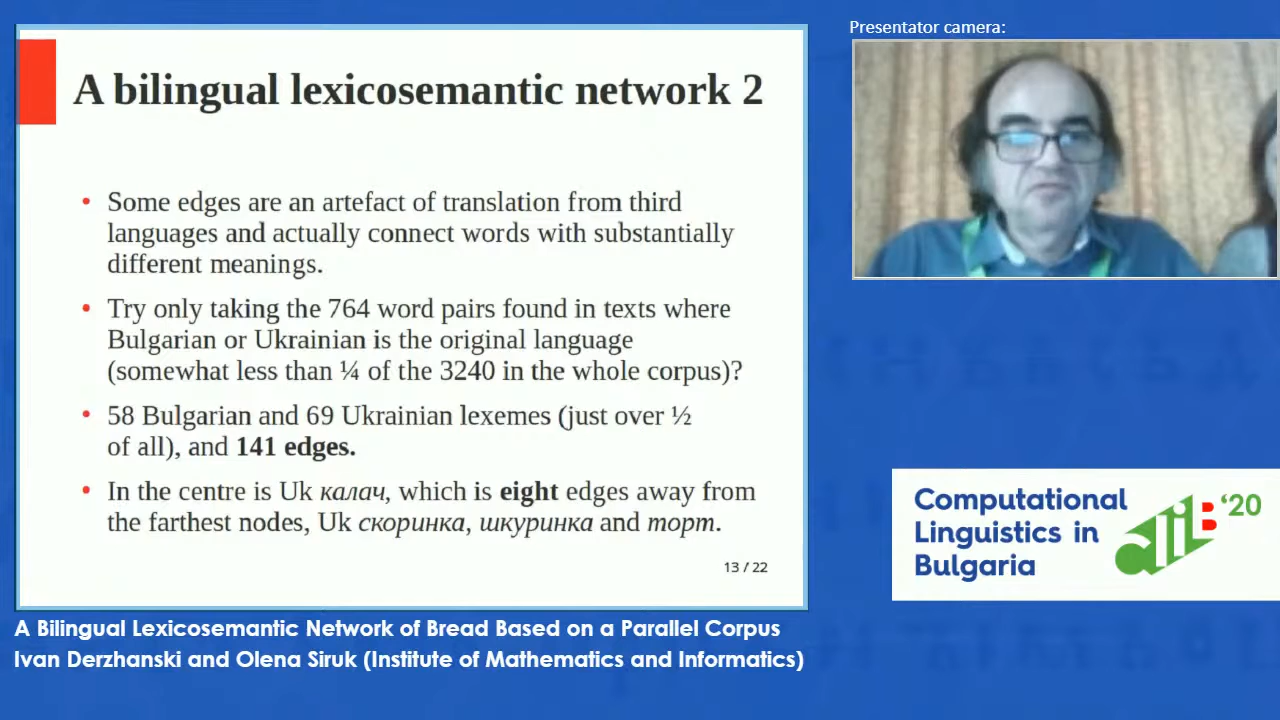 Presentator camera:
A bilingual lexicosemantic network 2
• Some edges are an artefact of translation from third
languages and actually connect words with substantially
different meanings.
• Try only taking the 764 word pairs found in texts where
Bulgarian or Ukrainian is the original language
(somewhat less than ¼ of the 3240 in the whole corpus)?
• 58 Bulgarian and 69 Ukrainian lexemes (just over ½
of all), and 141 edges.
• In the centre is Uk калач, which is eight edges away from
the farthest nodes, Uk скоринка, шкуринка and торт.
13 / 22
Computational
Linguistics in
Bulgaria
clib '20
A Bilingual Lexicosemantic Network of Bread Based on a Parallel Corpus
Ivan Derzhanski and Olena Siruk (Institute of Mathematics and Informatics)